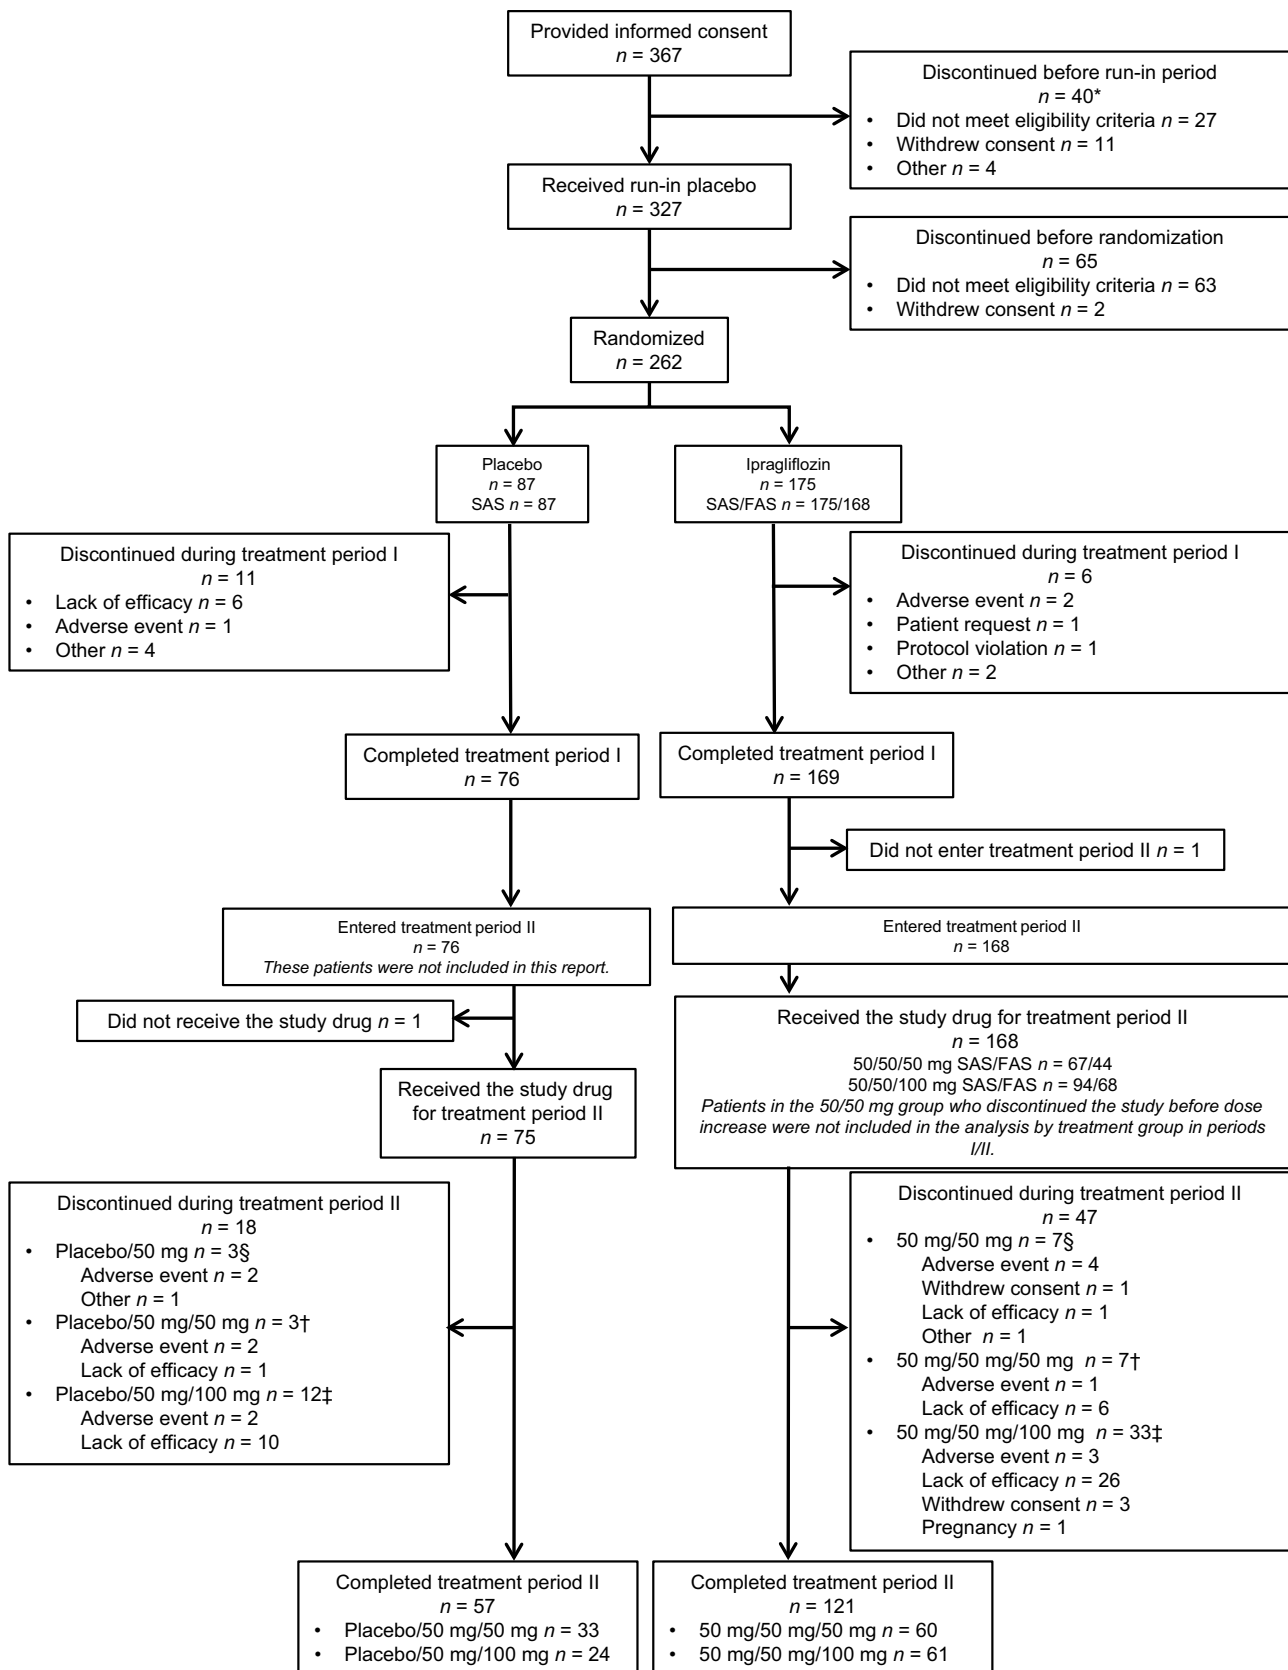 Provided informed consent
n = 367
Discontinued before run-in period
n = 40*
• Did not meet eligibility criteria n = 27
• Withdrew consent n = 11
• Other n = 4
Received run-in placebo
n = 327
Discontinued before randomization
n = 65
• Did not meet eligibility criteria n = 63
• Withdrew consent n = 2
Randomized
n = 262
Placebo
n = 87
SAS n = 87
Ipragliflozin
n = 175
SAS/FAS n = 175/168
Discontinued during treatment period I
n = 11
• Lack of efficacy n = 6
• Adverse event n = 1
• Other n = 4
Discontinued during treatment period I
n = 6
• Adverse event n = 2
• Patient request n = 1
• Protocol violation n = 1
• Other n = 2
Completed treatment period I
n = 76
Completed treatment period I
n = 169
Did not enter treatment period II n = 1
Entered treatment period II
n = 76
These patients were not included in this report.
Entered treatment period II
n = 168
Did not receive the study drug n = 1
Received the study drug
for treatment period II
n = 75
Received the study drug for treatment period II
n = 168
50/50/50 mg SAS/FAS n = 67/44
50/50/100 mg SAS/FAS n = 94/68
Patients in the 50/50 mg group who discontinued the study before dose
increase were not included in the analysis by treatment group in periods
I/II.
Discontinued during treatment period II
n = 18
• Placebo/50 mg n = 3§
Adverse event n = 2
Other n = 1
• Placebo/50 mg/50 mg n = 3†
Adverse event n = 2
Lack of efficacy n = 1
• Placebo/50 mg/100 mg n = 12‡
Adverse event n = 2
Lack of efficacy n = 10
Discontinued during treatment period II
n = 47
• 50 mg/50 mg n = 7§
Adverse event n = 4
Withdrew consent n = 1
Lack of efficacy n = 1
Other n = 1
• 50 mg/50 mg/50 mg n = 7†
Adverse event n = 1
Lack of efficacy n = 6
• 50 mg/50 mg/100 mg n = 33‡
Adverse event n = 3
Lack of efficacy n = 26
Withdrew consent n = 3
Pregnancy n = 1
Completed treatment period II
n = 57
• Placebo/50 mg/50 mg n = 33
• Placebo/50 mg/100 mg n = 24
Completed treatment period II
n = 121
• 50 mg/50 mg/50 mg n = 60
• 50 mg/50 mg/100 mg n = 61